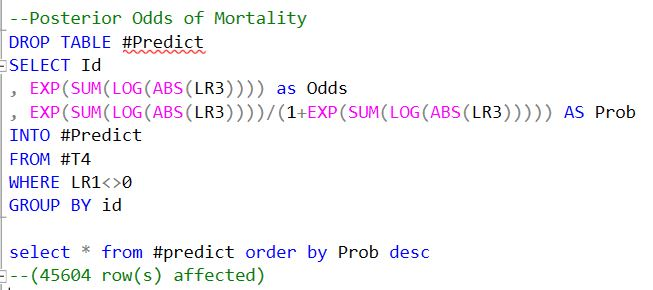 --Posterior Odds of Mortality
DROP TABLE #Predict
SELECT Id
, EXP(SUM(LOG(ABS(LR3)))) as Odds
, EXP(SUM(LOG(ABS(LR3))))/(1+EXP(SUM(LOG(ABS(LR3))))) AS Prob
INTO #Predict
FROM #T4
WHERE LR1<>0
GROUP BY id
select * from #predict order by Prob desc
--(45604 row(s) affected)